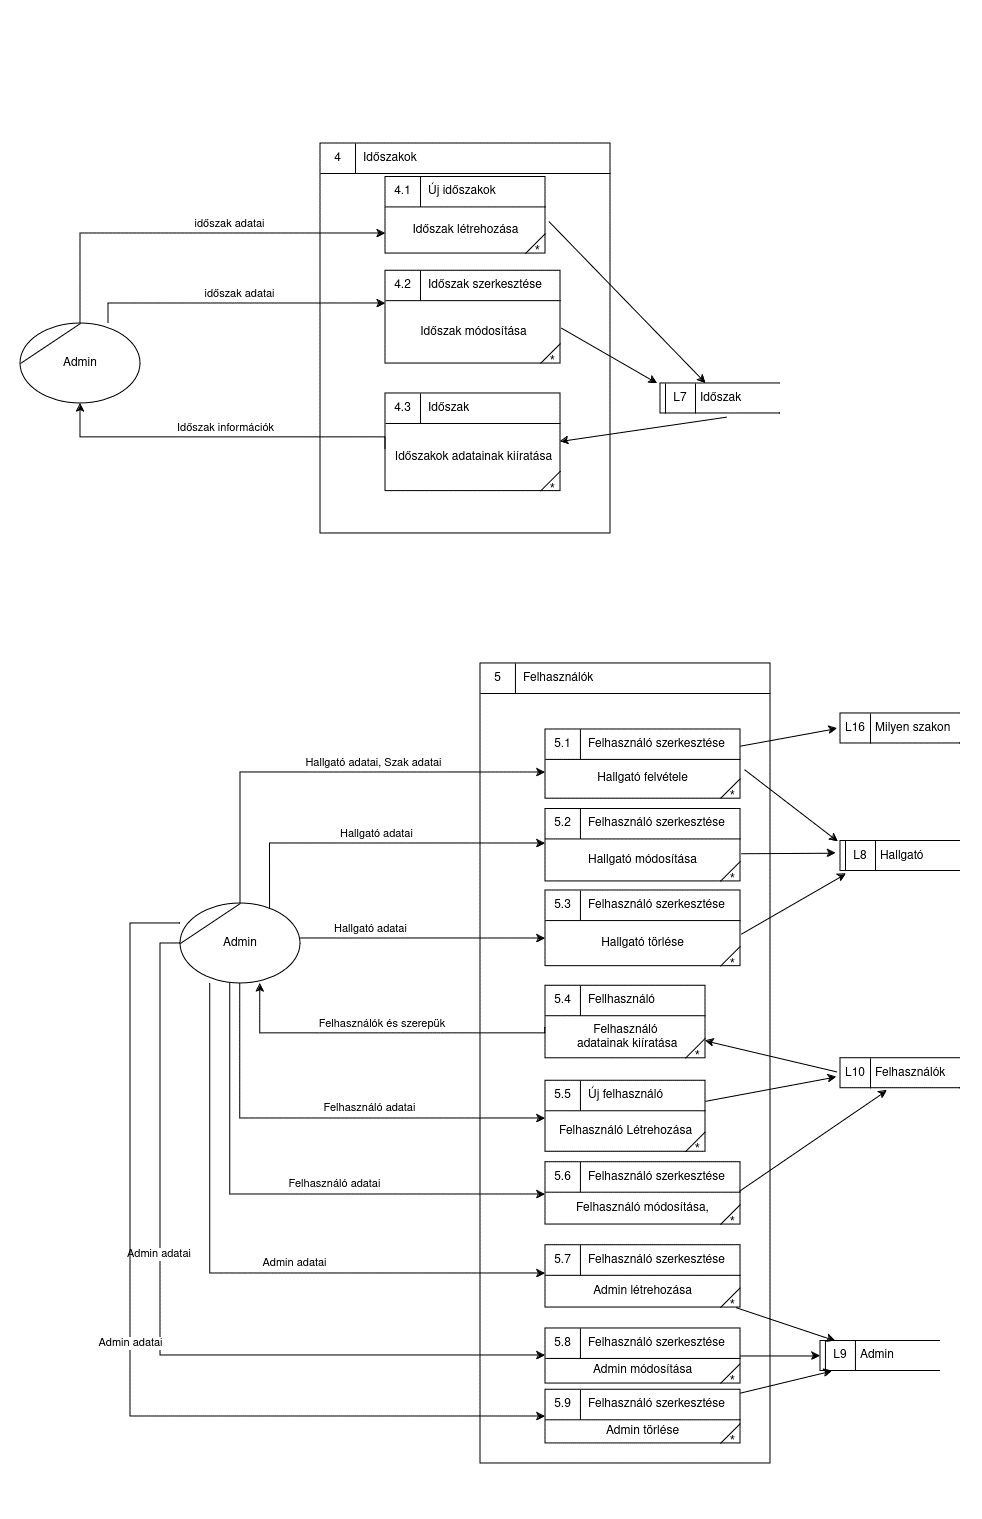 4 Időszakok
4.1 Új időszakok
időszak adatai
Időszak létrehozása
*
4.2 Időszak szerkesztése
időszak adatai
Időszak módosítása
*
Admin
L7 Időszak
4.3 Időszak
Időszak információk
Időszakok adatainak kiíratása
*
5 Felhasználók
L16 Milyen szakon
5.1 Felhasználó szerkesztése
Hallgató adatai, Szak adatai
Hallgató felvétele
*
5.2 Felhasználó szerkesztése
Hallgató adatai
Hallgató módosítása
*
L8 Hallgató
5.3 Felhasználó szerkesztése
Hallgató adatai
Hallgató törlése
*
Admin
5.4 Fellhasználó
Felhasználók és szerepük
Felhasználó
adatainak kiíratása
*
L10 Felhasználók
5.5 Új felhasználó
Felhasználó adatai
Felhasználó Létrehozása
*
5.6 Felhasználó szerkesztése
Felhasználó adatai
Felhasználó módosítása,
*
Admin adatai
5.7 Felhasználó szerkesztése
Admin adatai
Admin létrehozása
*
5.8 Felhasználó szerkesztése
Admin adatai
Admin módosítása
*
L9 Admin
5.9 Felhasználó szerkesztése
Admin törlése
*